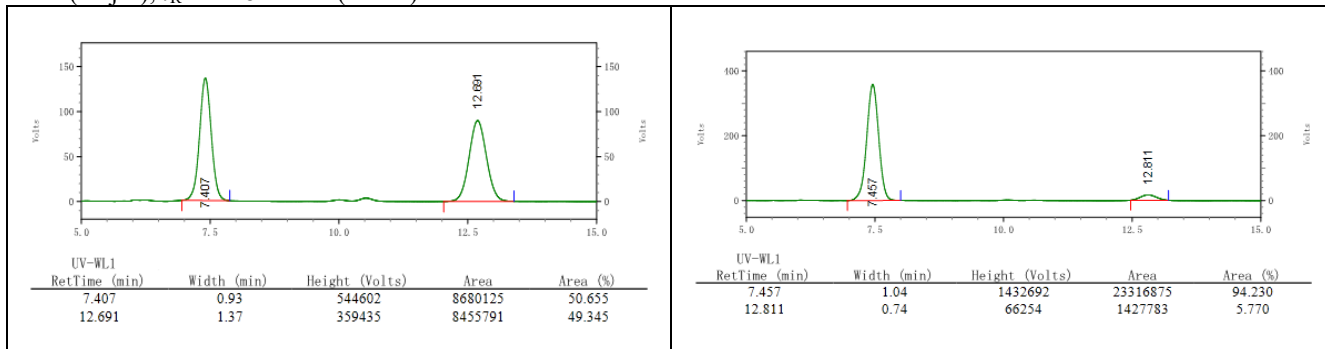 150
100
50
0
150
100
50
0
Volts
Volts
7.407
12.691
5.0 7.5 10.0 12.5 15.0
UV-WL1
RetTime (min) Width (min) Height (Volts) Area Area (%)
7.407 0.93 544602 8680125 50.655
12.691 1.37 359435 8455791 49.345
400
200
0
400
200
0
Volts
Volts
7.457
12.811
5.0 7.5 10.0 12.5 15.0
UV-WL1
RetTime (min) Width (min) Height (Volts) Area Area (%)
7.457 1.04 1432692 23316875 94.230
12.811 0.74 66254 1427783 5.770